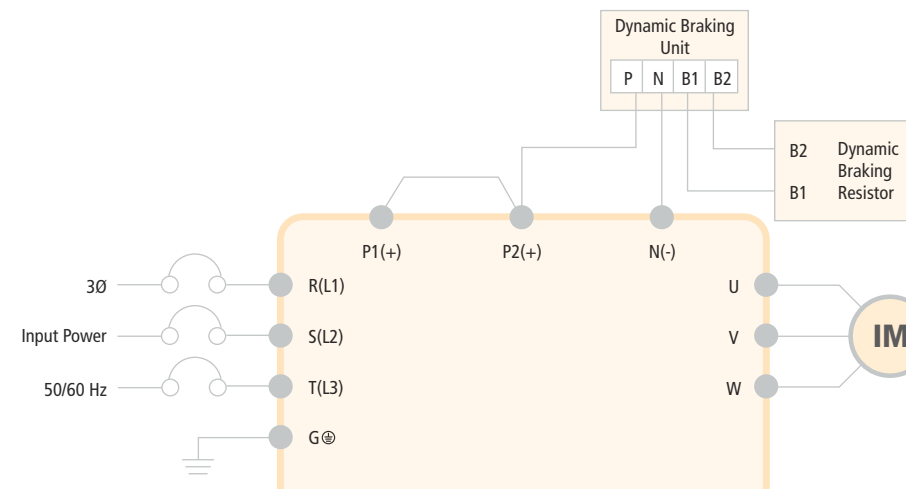 Dynamic Braking
Unit
P N B1 B2
B2 Dynamic
Braking
B1 Resistor
P1(+) P2(+) N(-)
3Ø R(L1) U
Input Power S(L2) V IM
50/60 Hz T(L3) W
G